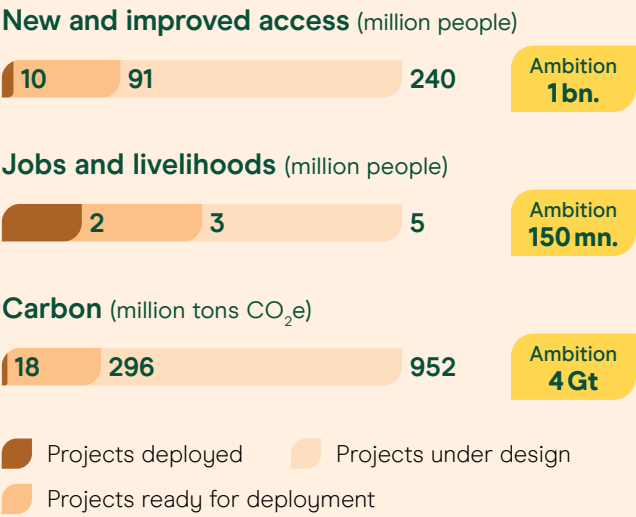 New and improved access (million people)
10 91 240
Ambition
1 bn.
Jobs and livelihoods (million people)
2 3 5
Ambition
150 mn.
Carbon (million tons CO₂e)
18 296 952
Ambition
4 Gt
Projects deployed Projects under design
Projects ready for deployment